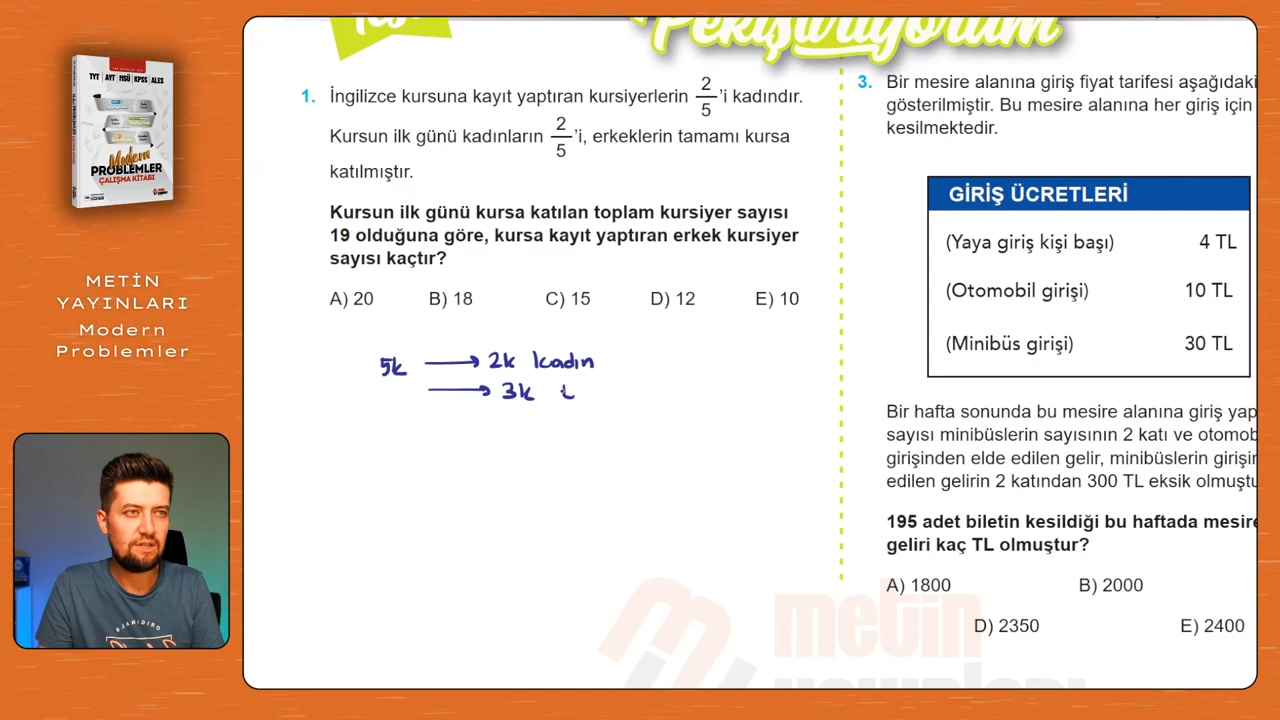 TYT | AYT | MSÜ | KPSS | ALES
Modern
PROBLEMLER
ÇALIŞMA KİTABI
METİN
YAYINLARI
Modern
Problemler
Test
Pekiştiriyorum
1. İngilizce kursuna kayıt yaptıran kursiyerlerin 2/5 'i kadındır.
Kursun ilk günü kadınların 2/5 'i, erkeklerin tamamı kursa
katılmıştır.
Kursun ilk günü kursa katılan toplam kursiyer sayısı
19 olduğuna göre, kursa kayıt yaptıran erkek kursiyer
sayısı kaçtır?
A) 20 B) 18 C) 15 D) 12 E) 10
5k → 2k kadın
→ 3k
3. Bir mesire alanına giriş fiyat tarifesi aşağıdaki
gösterilmiştir. Bu mesire alanına her giriş için
kesilmektedir.
GİRİŞ ÜCRETLERİ
(Yaya giriş kişi başı) 4 TL
(Otomobil girişi) 10 TL
(Minibüs girişi) 30 TL
Bir hafta sonunda bu mesire alanına giriş yap
sayısı minibüslerin sayısının 2 katı ve otomob
girişinden elde edilen gelir, minibüslerin girişin
edilen gelirin 2 katından 300 TL eksik olmuştu
195 adet biletin kesildiği bu haftada mesire
geliri kaç TL olmuştur?
A) 1800 B) 2000
D) 2350 E) 2400
metin
yayınları